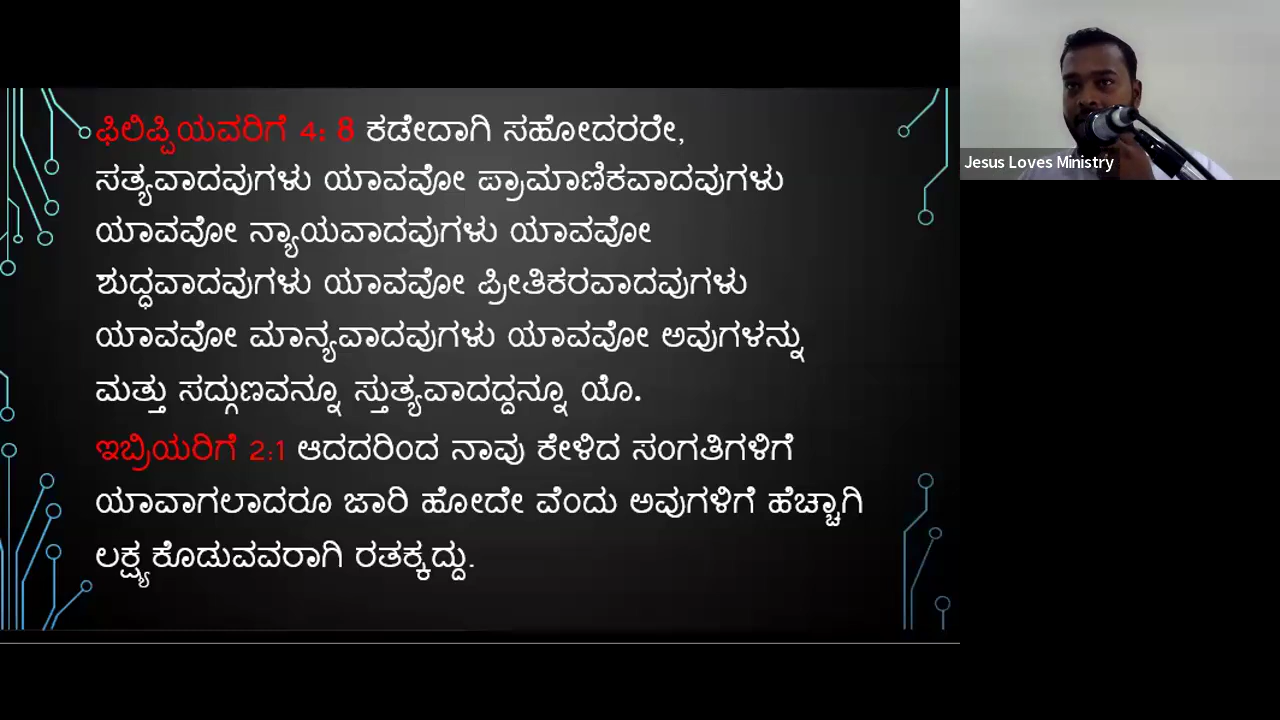 ಫಿಲಿಪ್ಪಿಯವರಿಗೆ 4: 8 ಕಡೇದಾಗಿ ಸಹೋದರರೇ,
ಸತ್ಯವಾದವುಗಳು ಯಾವವೋ ಪ್ರಾಮಾಣಿಕವಾದವುಗಳು
ಯಾವವೋ ನ್ಯಾಯವಾದವುಗಳು ಯಾವವೋ
ಶುದ್ಧವಾದವುಗಳು ಯಾವವೋ ಪ್ರೀತಿಕರವಾದವುಗಳು
ಯಾವವೋ ಮಾನ್ಯವಾದವುಗಳು ಯಾವವೋ ಅವುಗಳನ್ನು
ಮತ್ತು ಸದ್ಗುಣವನ್ನೂ ಸ್ತುತ್ಯವಾದದ್ದನ್ನೂ ಯೊ.
ಇಬ್ರಿಯರಿಗೆ 2:1 ಆದದರಿಂದ ನಾವು ಕೇಳಿದ ಸಂಗತಿಗಳಿಗೆ
ಯಾವಾಗಲಾದರೂ ಜಾರಿ ಹೋದೇ ವೆಂದು ಅವುಗಳಿಗೆ ಹೆಚ್ಚಾಗಿ
ಲಕ್ಷ್ಯಕೊಡುವವರಾಗಿ ರತಕ್ಕದ್ದು.
Jesus Loves Ministry